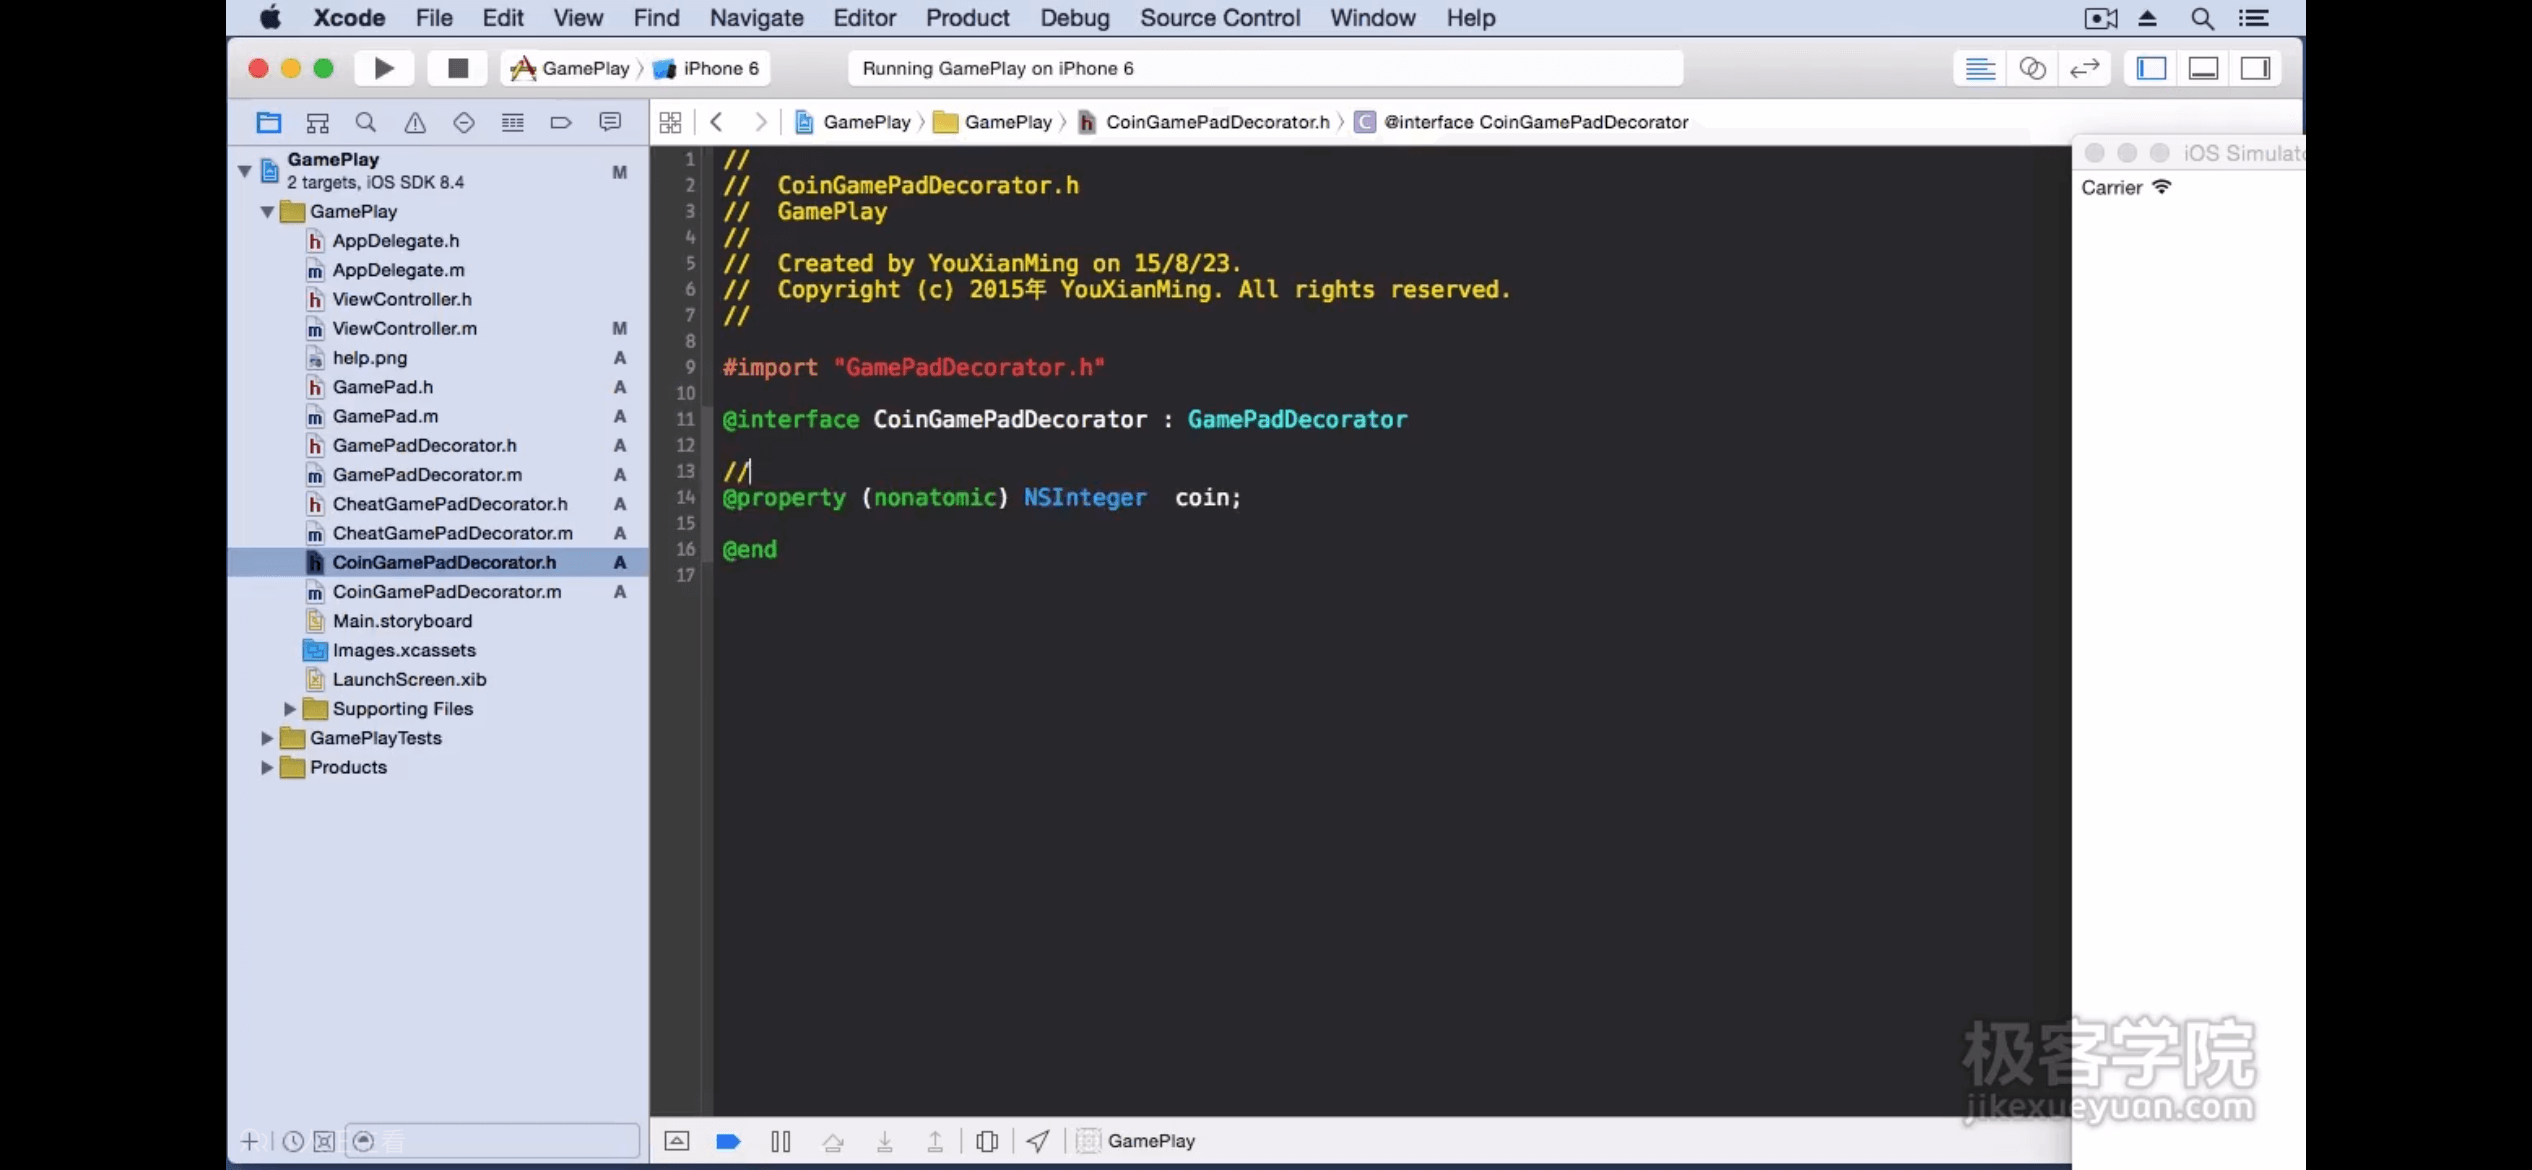 Xcode File Edit View Find Navigate Editor Product Debug Source Control Window Help
GamePlay iPhone 6
Running GamePlay on iPhone 6
GamePlay GamePlay CoinGamePadDecorator.h C @interface CoinGamePadDecorator
GamePlay
2 targets, iOS SDK 8.4 M
GamePlay
AppDelegate.h
AppDelegate.m
ViewController.h
ViewController.m M
help.png A
GamePad.h A
GamePad.m A
GamePadDecorator.h A
GamePadDecorator.m A
CheatGamePadDecorator.h A
CheatGamePadDecorator.m A
CoinGamePadDecorator.h A
CoinGamePadDecorator.m A
Main.storyboard
Images.xcassets
LaunchScreen.xib
Supporting Files
GamePlayTests
Products
1 //
2 //  CoinGamePadDecorator.h
3 //  GamePlay
4 //
5 //  Created by YouXianMing on 15/8/23.
6 //  Copyright (c) 2015年 YouXianMing. All rights reserved.
7 //
8
9 #import "GamePadDecorator.h"
10
11 @interface CoinGamePadDecorator : GamePadDecorator
12
13 //
14 @property (nonatomic) NSInteger  coin;
15
16 @end
17
iOS Simulato
Carrier
极客学院
jikexueyuan.com
GamePlay